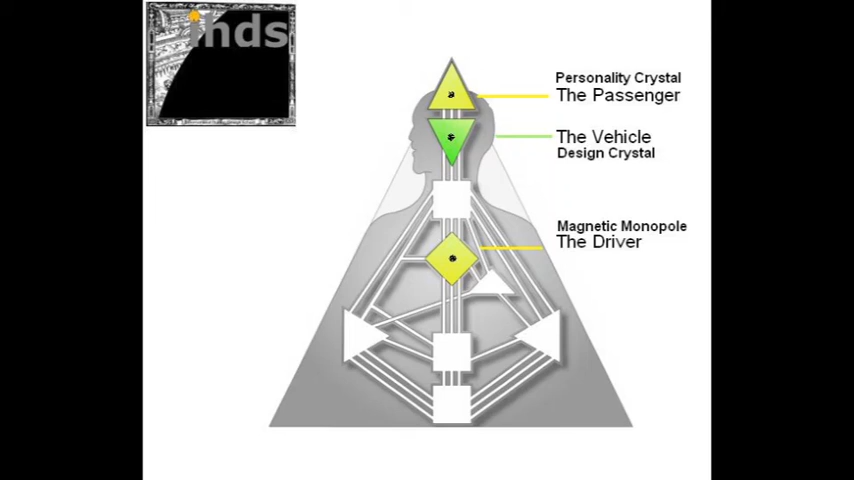 ihds
Personality Crystal
The Passenger
The Vehicle
Design Crystal
Magnetic Monopole
The Driver